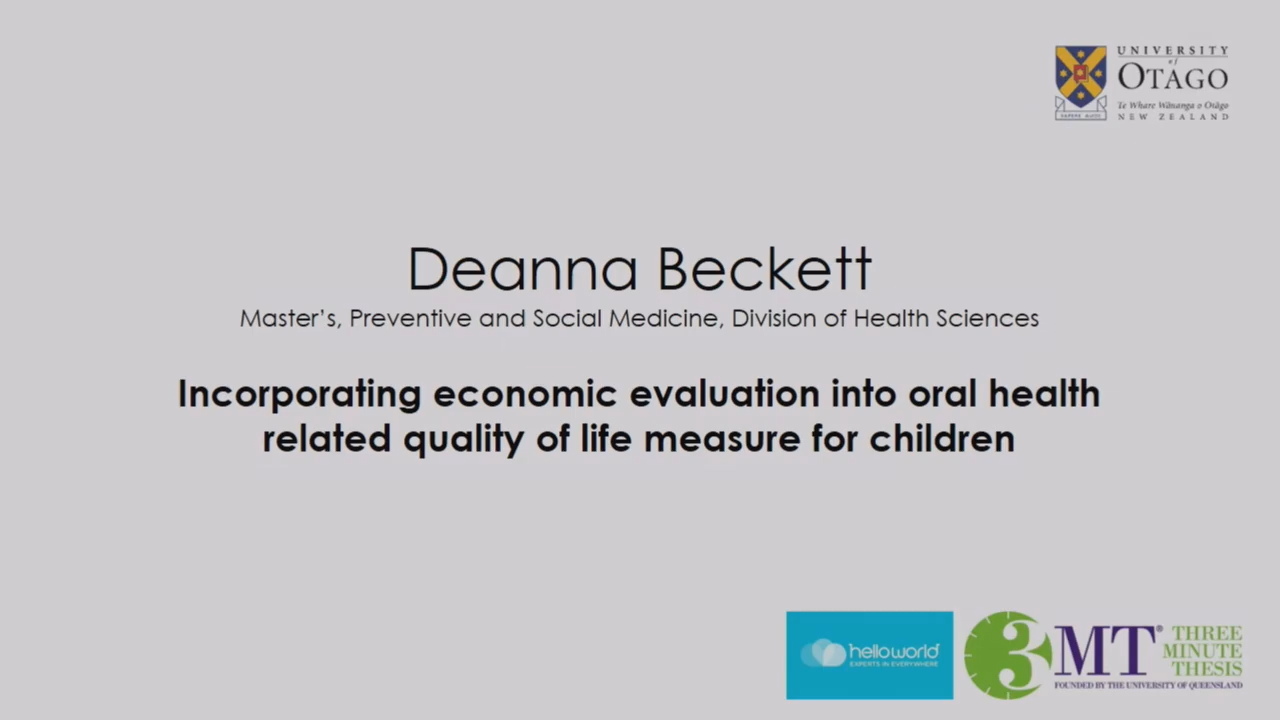 UNIVERSITY
of
OTAGO
Te Whare Wānanga o Otāgo
NEW ZEALAND
SAPERE AUDE
Deanna Beckett
Master's, Preventive and Social Medicine, Division of Health Sciences
Incorporating economic evaluation into oral health
related quality of life measure for children
helloworld
EXPERTS IN EVERYWHERE
3MT® THREE
MINUTE
THESIS
FOUNDED BY THE UNIVERSITY OF QUEENSLAND